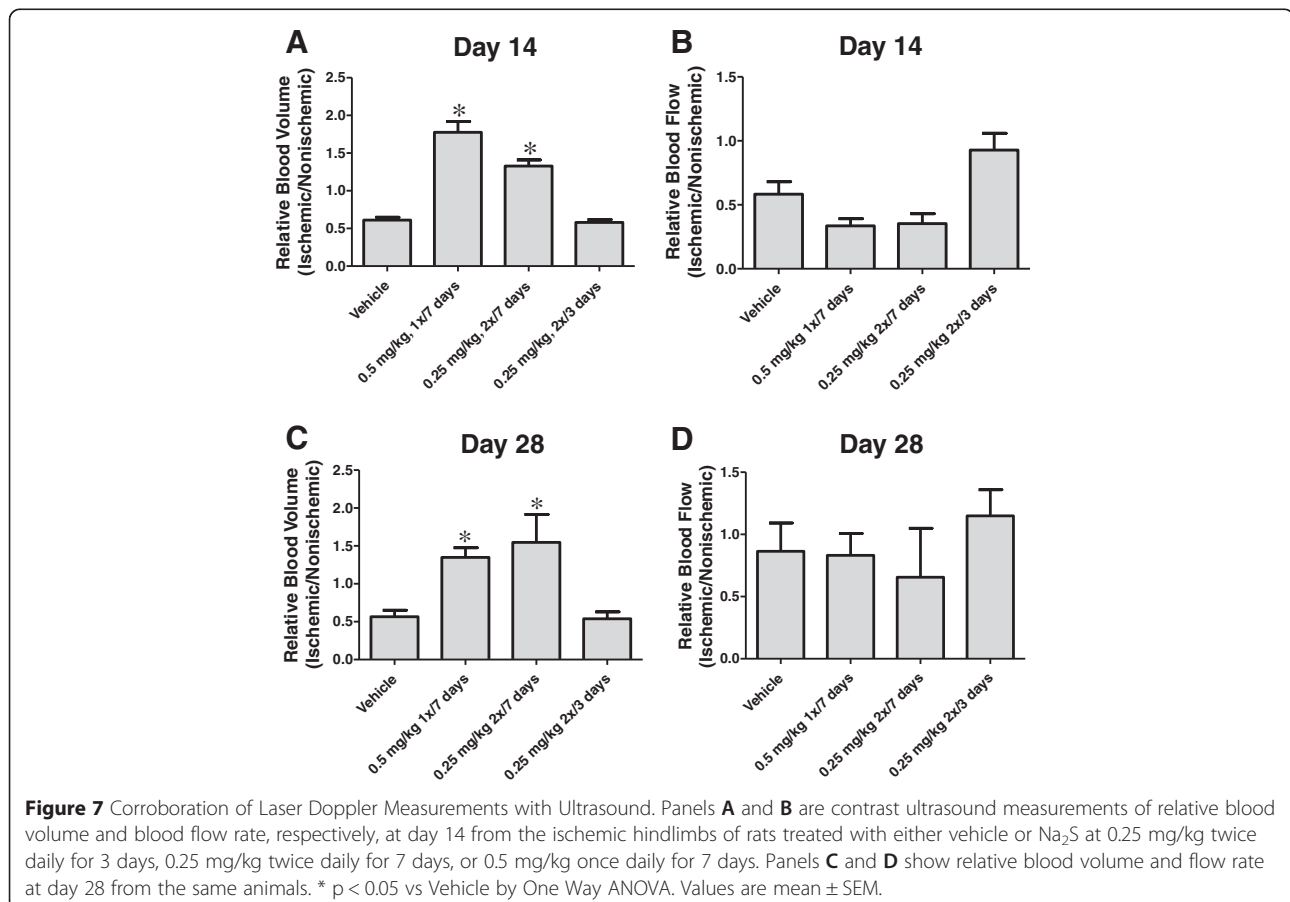 A
Day 14
Relative Blood Volume
(Ischemic/Nonischemic)
2.5
2.0
1.5
1.0
0.5
0.0
*
*
Vehicle
0.5 mg/kg, 1x/7 days
0.25 mg/kg, 2x/7 days
0.25 mg/kg, 2x/3 days
B
Day 14
Relative Blood Flow
(Ischemic/Nonischemic)
1.5
1.0
0.5
0.0
Vehicle
0.5 mg/kg 1x/7 days
0.25 mg/kg 2x/7 days
0.25 mg/kg 2x/3 days
C
Day 28
Relative Blood Volume
(Ischemic/Nonischemic)
2.5
2.0
1.5
1.0
0.5
0.0
*
*
Vehicle
0.5 mg/kg 1x/7 days
0.25 mg/kg 2x/7 days
0.25 mg/kg 2x/3 days
D
Day 28
Relative Blood Flow
(Ischemic/Nonischemic)
1.5
1.0
0.5
0.0
Vehicle
0.5 mg/kg 1x/7 days
0.25 mg/kg 2x/7 days
0.25 mg/kg 2x/3 days
Figure 7 Corroboration of Laser Doppler Measurements with Ultrasound. Panels A and B are contrast ultrasound measurements of relative blood
volume and blood flow rate, respectively, at day 14 from the ischemic hindlimbs of rats treated with either vehicle or Na₂S at 0.25 mg/kg twice
daily for 3 days, 0.25 mg/kg twice daily for 7 days, or 0.5 mg/kg once daily for 7 days. Panels C and D show relative blood volume and flow rate
at day 28 from the same animals. * p < 0.05 vs Vehicle by One Way ANOVA. Values are mean ± SEM.